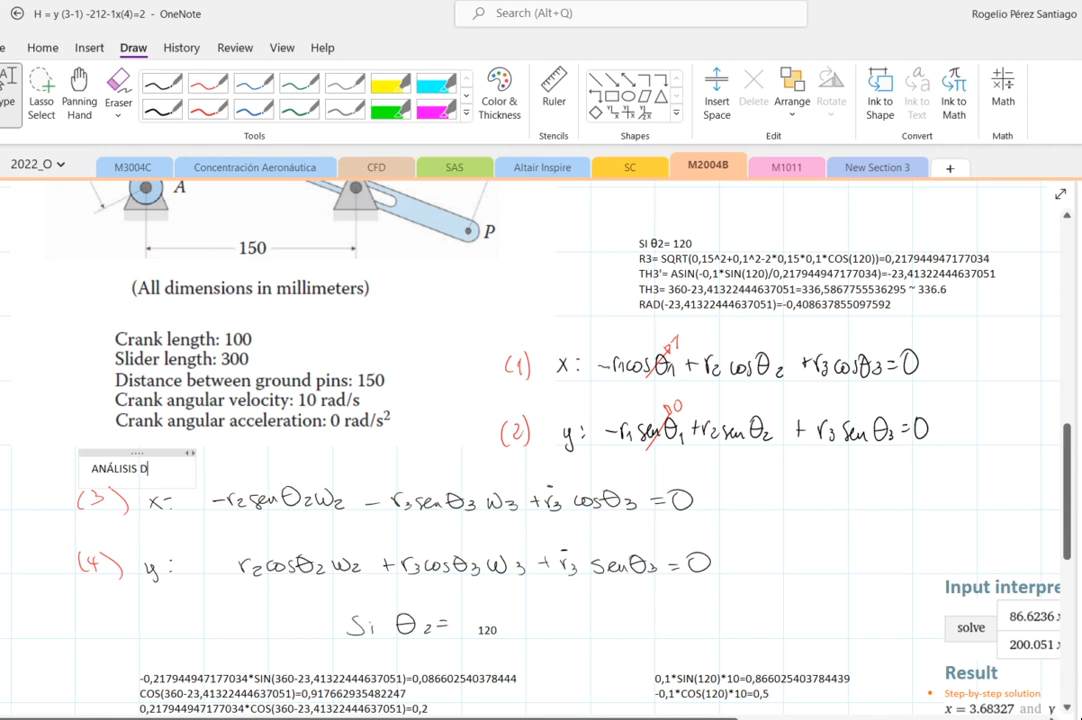 H = y (3-1) -212-1x(4)=2 - OneNote
Search (Alt+Q)
Rogelio Pérez Santiago
Home Insert Draw History Review View Help
Lasso Select
Panning Hand
Eraser
Color & Thickness
Ruler
Insert Space
Delete
Arrange
Rotate
Ink to Shape
Ink to Text
Ink to Math
Math
Tools
Stencils
Shapes
Edit
Convert
Math
2022_O
M3004C
Concentración Aeronáutica
CFD
SAS
Altair Inspire
SC
M2004B
M1011
New Section 3
+
A
P
150
(All dimensions in millimeters)
Crank length: 100
Slider length: 300
Distance between ground pins: 150
Crank angular velocity: 10 rad/s
Crank angular acceleration: 0 rad/s²
SI θ2= 120
R3= SQRT(0,15^2+0,1^2-2*0,15*0,1*COS(120))=0,217944947177034
TH3'= ASIN(-0,1*SIN(120)/0,217944947177034)=-23,41322444637051
TH3= 360-23,41322444637051=336,5867755536295 ~ 336.6
RAD(-23,41322444637051)=-0,408637855097592
(1) x: -r1cosθ1 + r2 cosθ2 +r3 cosθ3=0
(2) y: -r1 senθ1 +r2senθ2 + r3 senθ3=0
ANÁLISIS D
(3) x: -r2senθ2ω2 - r3senθ3 ω3 + ṙ3 cosθ3 =0
(4) y: r2cosθ2 ω2 +r3cosθ3 ω3 + ṙ3 senθ3 =0
Si θ2= 120
-0,217944947177034*SIN(360-23,41322444637051)=0,086602540378444
COS(360-23,41322444637051)=0,917662935482247
0,217944947177034*COS(360-23,41322444637051)=0,2
0,1*SIN(120)*10=0,866025403784439
-0,1*COS(120)*10=0,5
Input interpre
solve
86.6236
200.051
Result
Step-by-step solution
x = 3.68327 and y